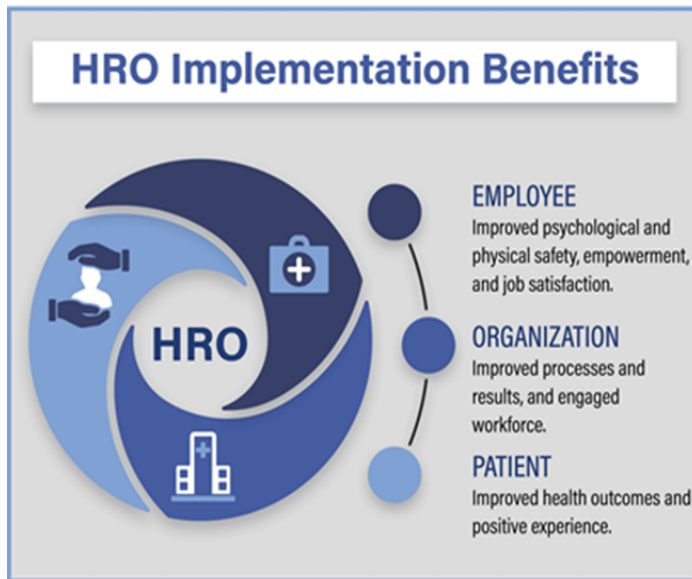 HRO Implementation Benefits
HRO
EMPLOYEE
Improved psychological and
physical safety, empowerment,
and job satisfaction.
ORGANIZATION
Improved processes and
results, and engaged
workforce.
PATIENT
Improved health outcomes and
positive experience.